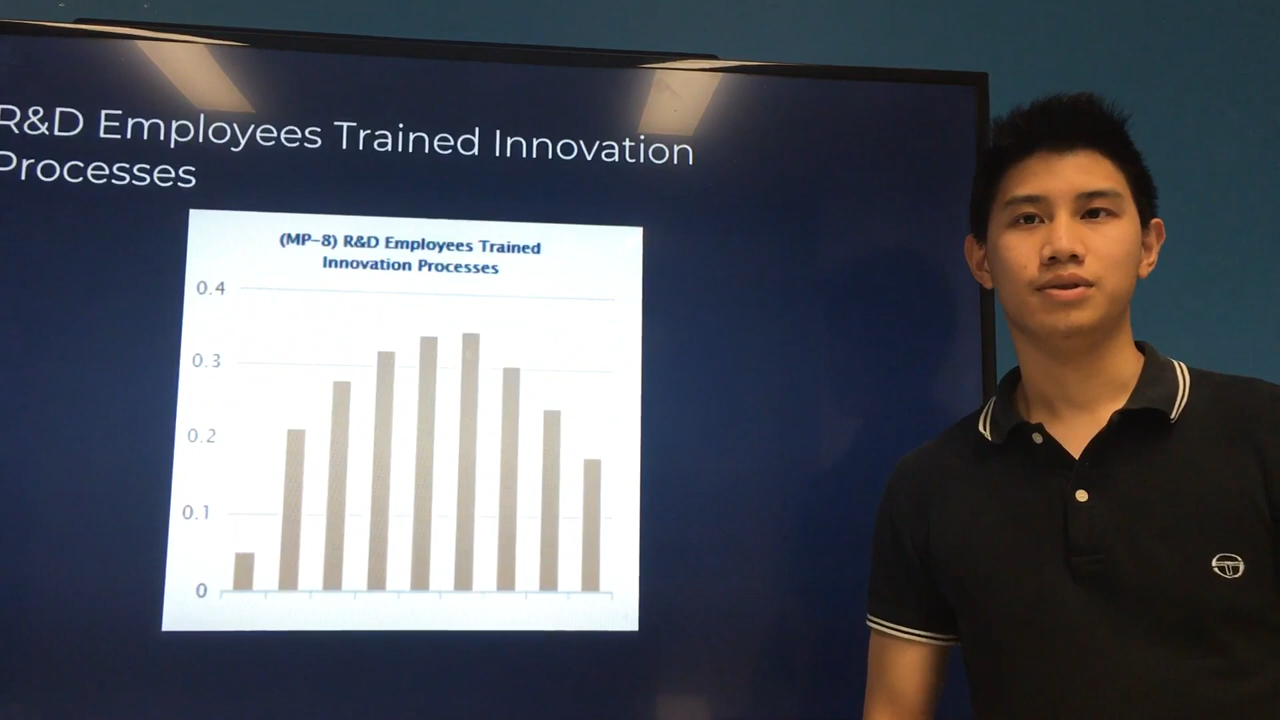 R&D Employees Trained Innovation
Processes
(MP-8) R&D Employees Trained
Innovation Processes
0.4
0.3
0.2
0.1
0